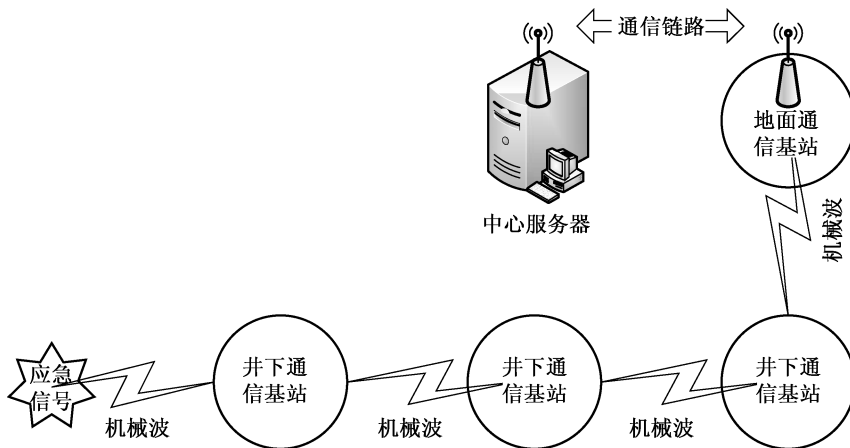 通信链路
地面通
信基站
中心服务器
机械波
应急
信号
机械波
井下通
信基站
机械波
井下通
信基站
机械波
井下通
信基站